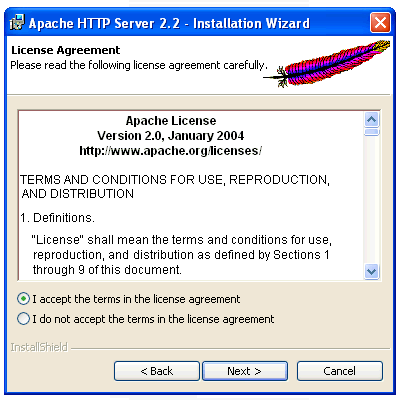 Apache HTTP Server 2.2 - Installation Wizard
License Agreement
Please read the following license agreement carefully.
Apache License
Version 2.0, January 2004
http://www.apache.org/licenses/
TERMS AND CONDITIONS FOR USE, REPRODUCTION,
AND DISTRIBUTION
1. Definitions.
"License" shall mean the terms and conditions for use,
reproduction, and distribution as defined by Sections 1
through 9 of this document.
I accept the terms in the license agreement
I do not accept the terms in the license agreement
InstallShield
< Back
Next >
Cancel